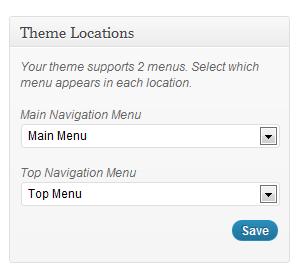 Theme Locations
Your theme supports 2 menus. Select which
menu appears in each location.
Main Navigation Menu
Main Menu
Top Navigation Menu
Top Menu
Save